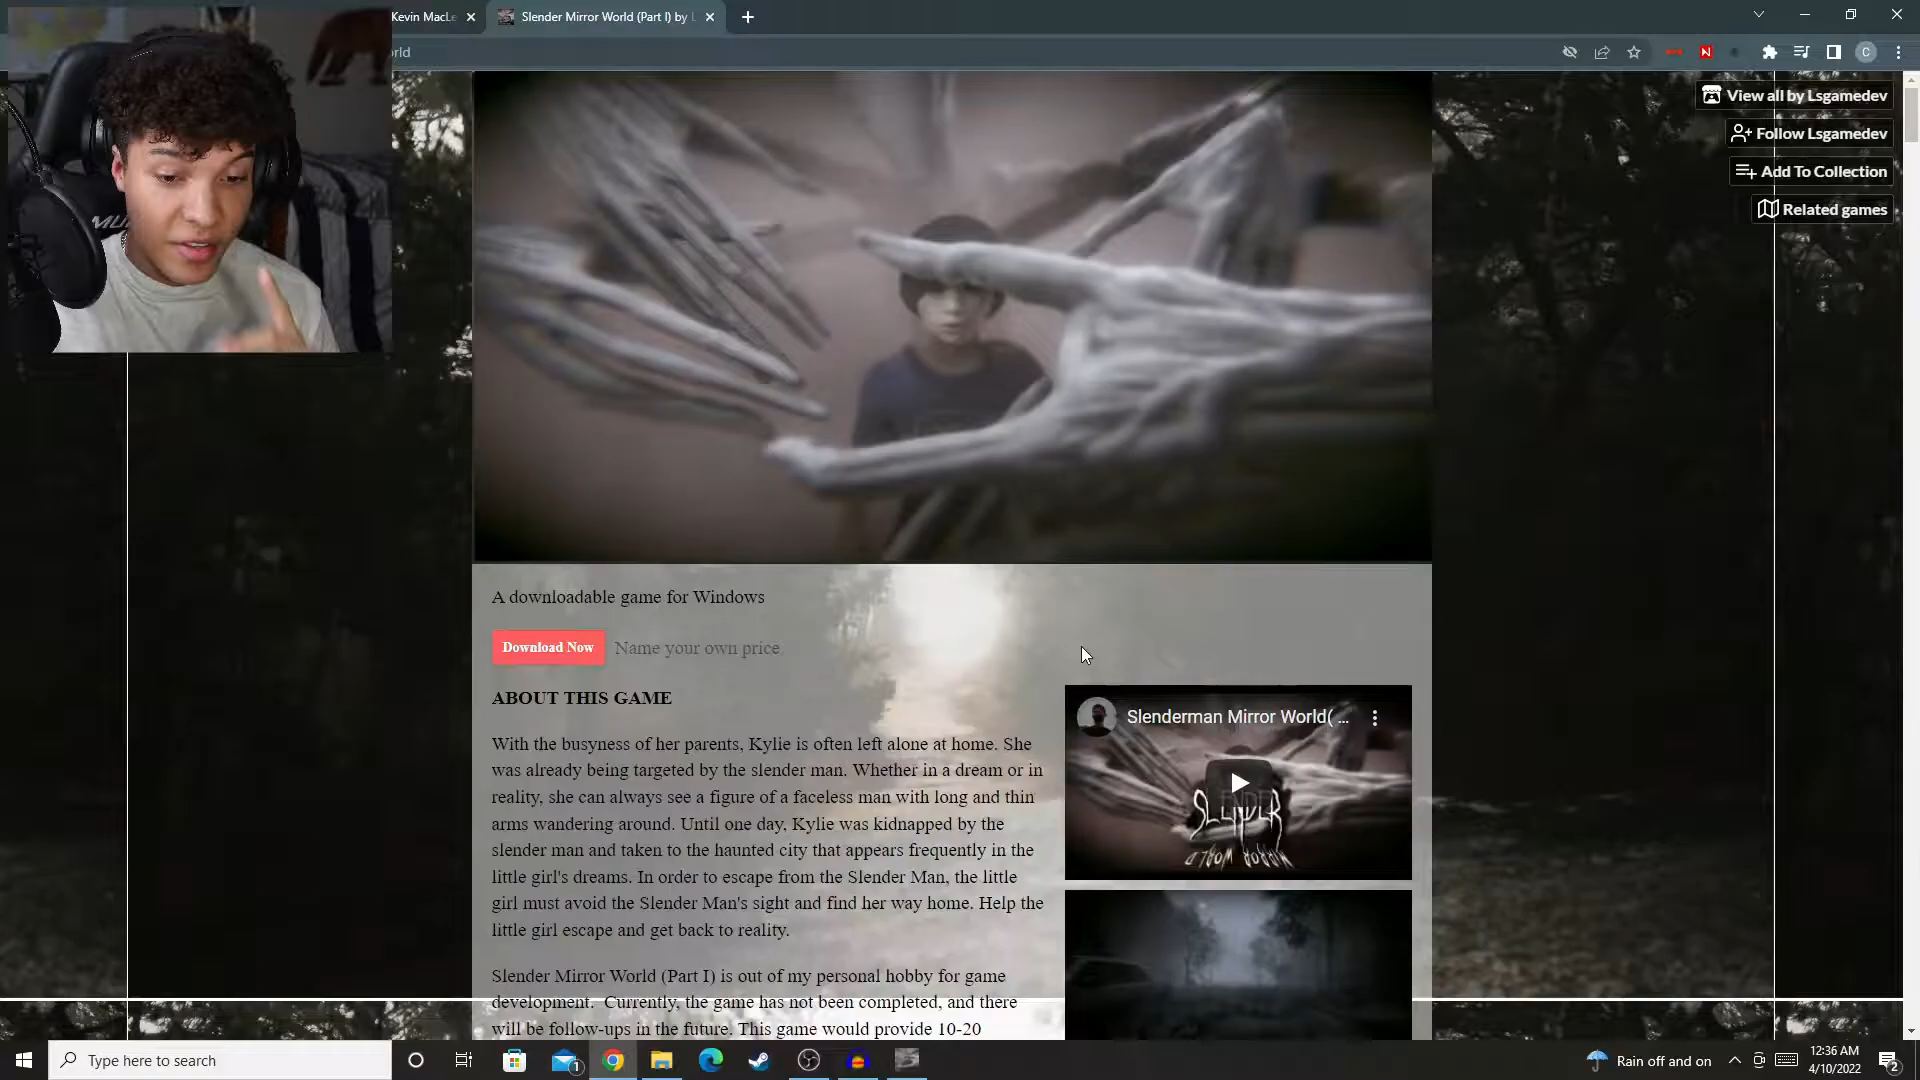 Kevin MacLe
Slender Mirror World (Part I) by L
rld
View all by Lsgamedev
Follow Lsgamedev
Add To Collection
Related games
A downloadable game for Windows
Download Now Name your own price
ABOUT THIS GAME
With the busyness of her parents, Kylie is often left alone at home. She
was already being targeted by the slender man. Whether in a dream or in
reality, she can always see a figure of a faceless man with long and thin
arms wandering around. Until one day, Kylie was kidnapped by the
slender man and taken to the haunted city that appears frequently in the
little girl's dreams. In order to escape from the Slender Man, the little
girl must avoid the Slender Man's sight and find her way home. Help the
little girl escape and get back to reality.
Slenderman Mirror World( ...
SLENDER
MIRROR WORLD
Slender Mirror World (Part I) is out of my personal hobby for game
development. Currently, the game has not been completed, and there
will be follow-ups in the future. This game would provide 10-20
Type here to search
1
Rain off and on
12:36 AM
4/10/2022
2
N
C